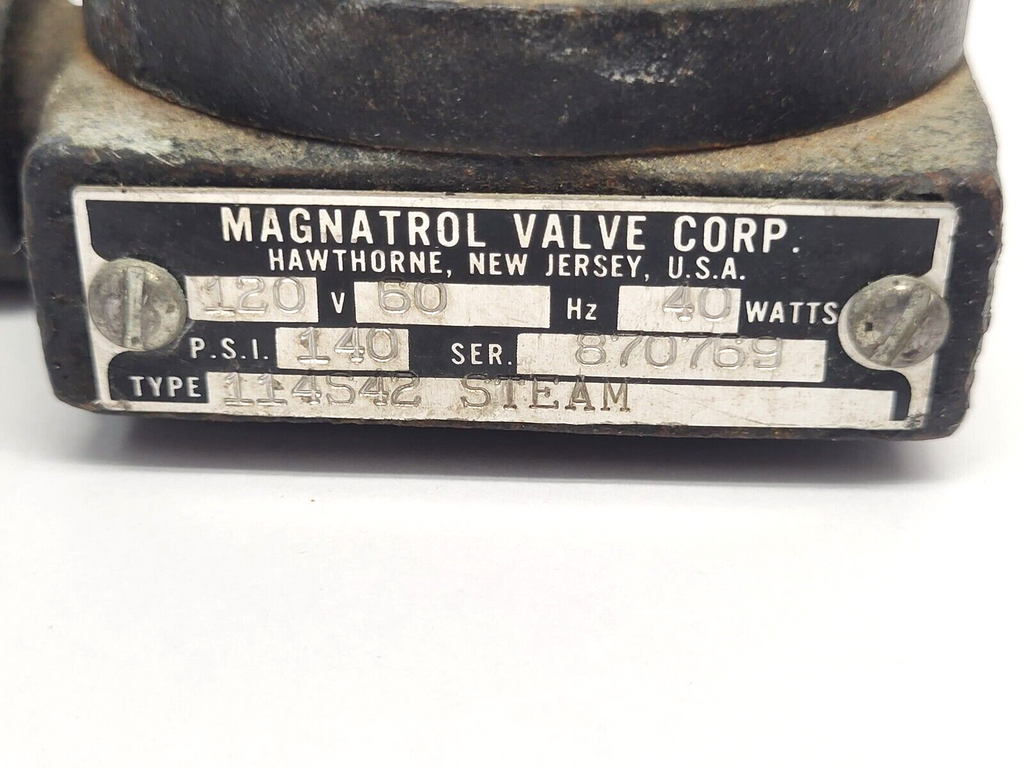 MAGNATROL VALVE CORP.
HAWTHORNE, NEW JERSEY, U.S.A.
120 V 60 Hz 40 WATTS
P.S.I. 140 SER. 870769
TYPE 114S42 STEAM